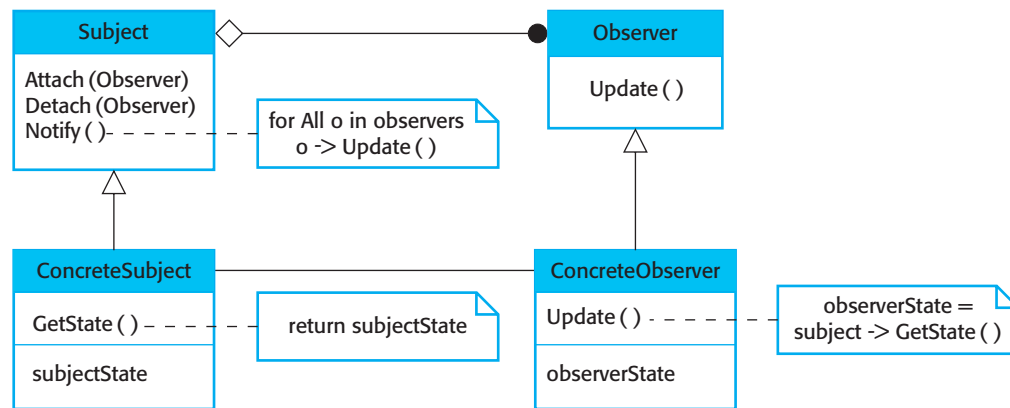 Subject
Observer
Attach (Observer)
Detach (Observer)
Notify ( )
for All o in observers
o -> Update ( )
Update ( )
ConcreteSubject
ConcreteObserver
GetState ( )
return subjectState
Update ( )
observerState =
subject -> GetState ( )
subjectState
observerState